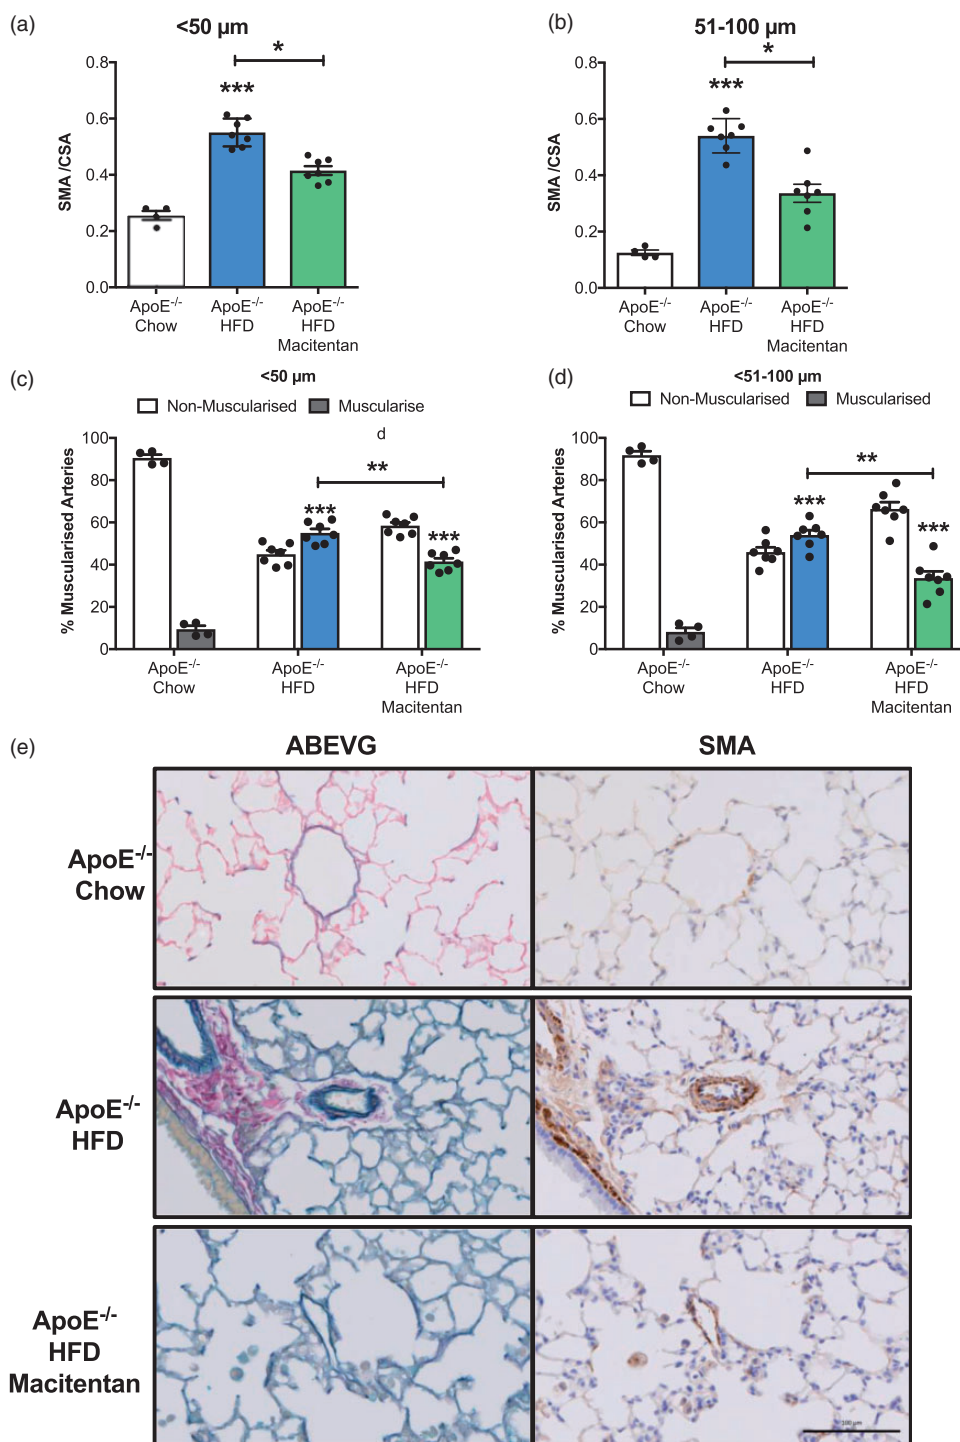 (a)
<50 μm
*
***
SMA /CSA
0.8
0.6
0.4
0.2
0.0
ApoE-/- Chow
ApoE-/- HFD
ApoE-/- HFD Macitentan
(b)
51-100 μm
*
***
SMA /CSA
0.8
0.6
0.4
0.2
0.0
ApoE-/- Chow
ApoE-/- HFD
ApoE-/- HFD Macitentan
(c)
<50 μm
Non-Muscularised
Muscularise
d
**
***
***
% Muscularised Arteries
100
80
60
40
20
0
ApoE-/- Chow
ApoE-/- HFD
ApoE-/- HFD Macitentan
(d)
<51-100 μm
Non-Muscularised
Muscularised
**
***
***
% Muscularised Arteries
100
80
60
40
20
0
ApoE-/- Chow
ApoE-/- HFD
ApoE-/- HFD Macitentan
(e)
ABEVG
SMA
ApoE-/-
Chow
ApoE-/-
HFD
ApoE-/-
HFD
Macitentan
100 μm